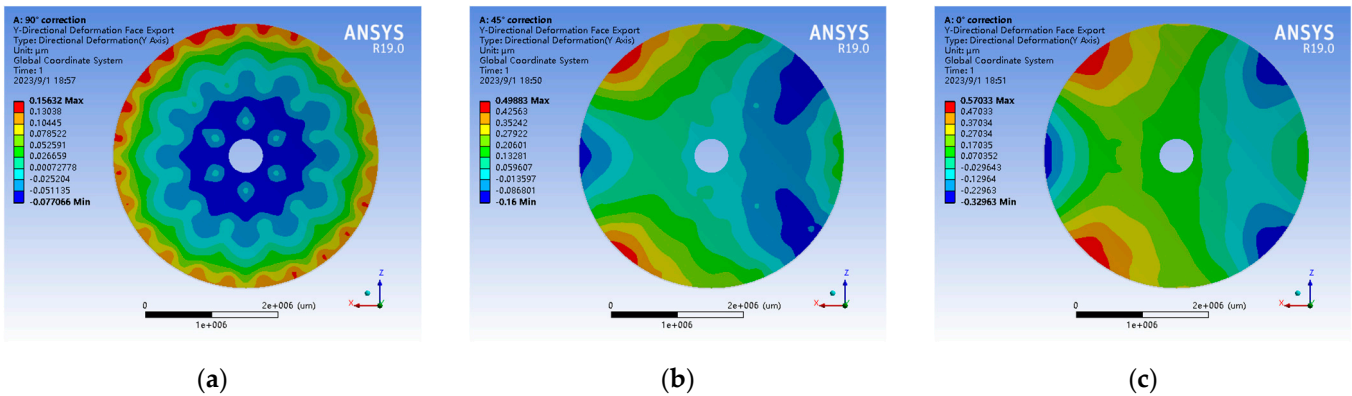 A: 90° correction
Y-Directional Deformation Face Export
Type: Directional Deformation(Y Axis)
Unit: µm
Global Coordinate System
Time: 1
2023/9/1 18:57
ANSYS
R19.0
0.15632 Max
0.13038
0.10445
0.078522
0.052591
0.026659
0.00072778
-0.025204
-0.051135
-0.077066 Min
Z
X
Y
0 2e+006 (um)
1e+006
(a)
A: 45° correction
Y-Directional Deformation Face Export
Type: Directional Deformation(Y Axis)
Unit: µm
Global Coordinate System
Time: 1
2023/9/1 18:50
ANSYS
R19.0
0.49883 Max
0.42563
0.35242
0.27922
0.20601
0.13281
0.059607
-0.013597
-0.086801
-0.16 Min
Z
X
Y
0 2e+006 (um)
1e+006
(b)
A: 0° correction
Y-Directional Deformation Face Export
Type: Directional Deformation(Y Axis)
Unit: µm
Global Coordinate System
Time: 1
2023/9/1 18:51
ANSYS
R19.0
0.57033 Max
0.47033
0.37034
0.27034
0.17035
0.070352
-0.029643
-0.12964
-0.22963
-0.32963 Min
Z
X
Y
0 2e+006 (um)
1e+006
(c)